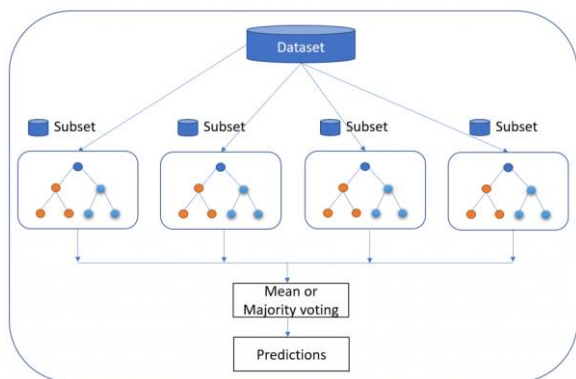 Dataset
Subset
Subset
Subset
Subset
Mean or
Majority voting
Predictions